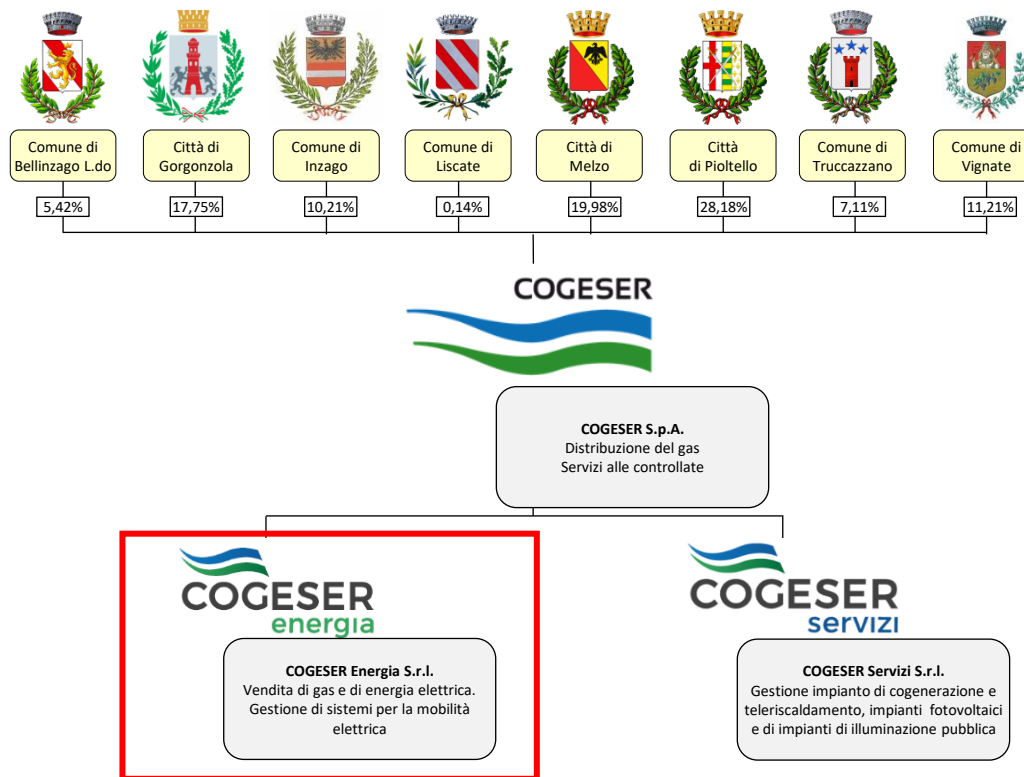 Comune di
Bellinzago L.do
Città di
Gorgonzola
Comune di
Inzago
Comune di
Liscate
Città di
Melzo
Città
di Pioltello
Comune di
Truccazzano
Comune di
Vignate
5,42%
17,75%
10,21%
0,14%
19,98%
28,18%
7,11%
11,21%
COGESER
COGESER S.p.A.
Distribuzione del gas
Servizi alle controllate
COGESER
energia
COGESER Energia S.r.l.
Vendita di gas e di energia elettrica.
Gestione di sistemi per la mobilità
elettrica
COGESER
servizi
COGESER Servizi S.r.l.
Gestione impianto di cogenerazione e
teleriscaldamento, impianti fotovoltaici
e di impianti di illuminazione pubblica